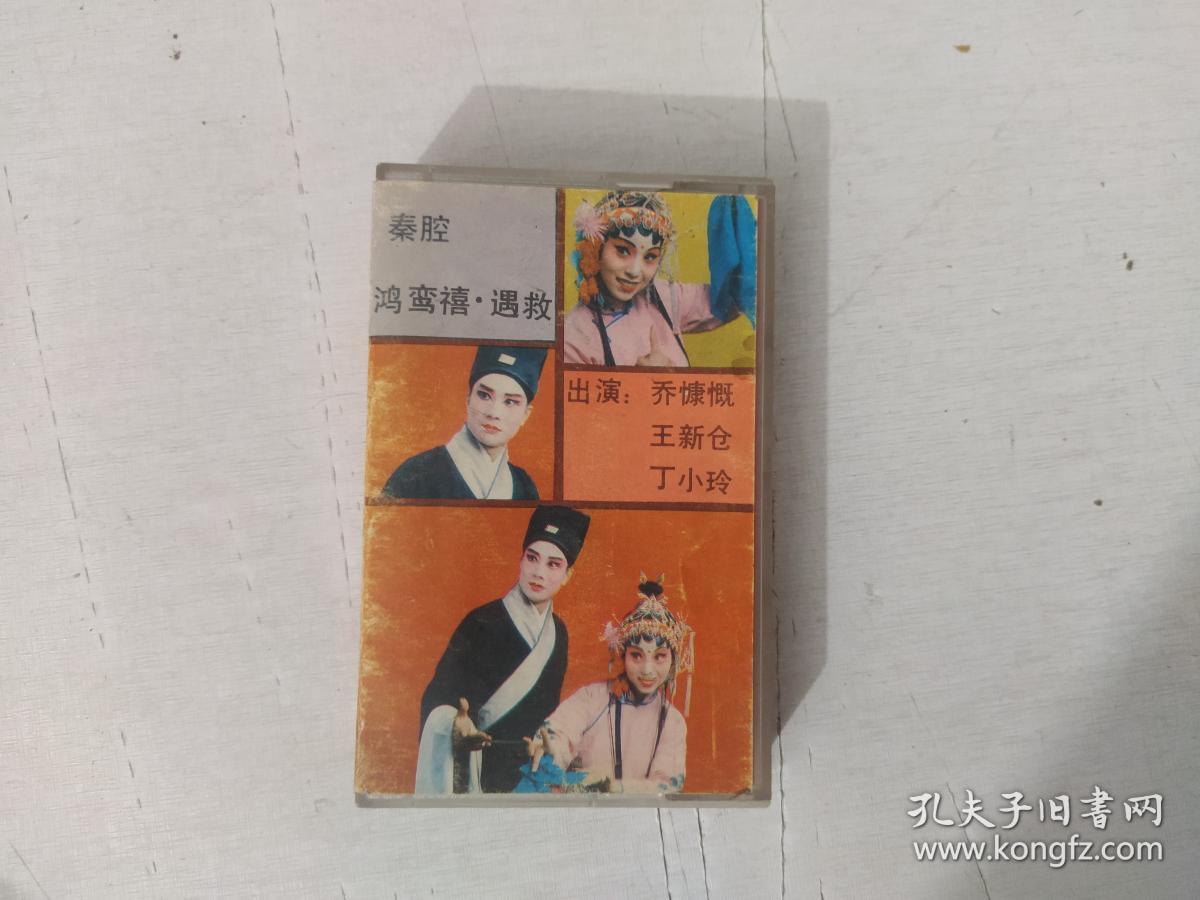 秦腔
鸿鸾禧·遇救
出演：乔慷慨
王新仓
丁小玲
孔夫子旧书网
www.kongfz.com